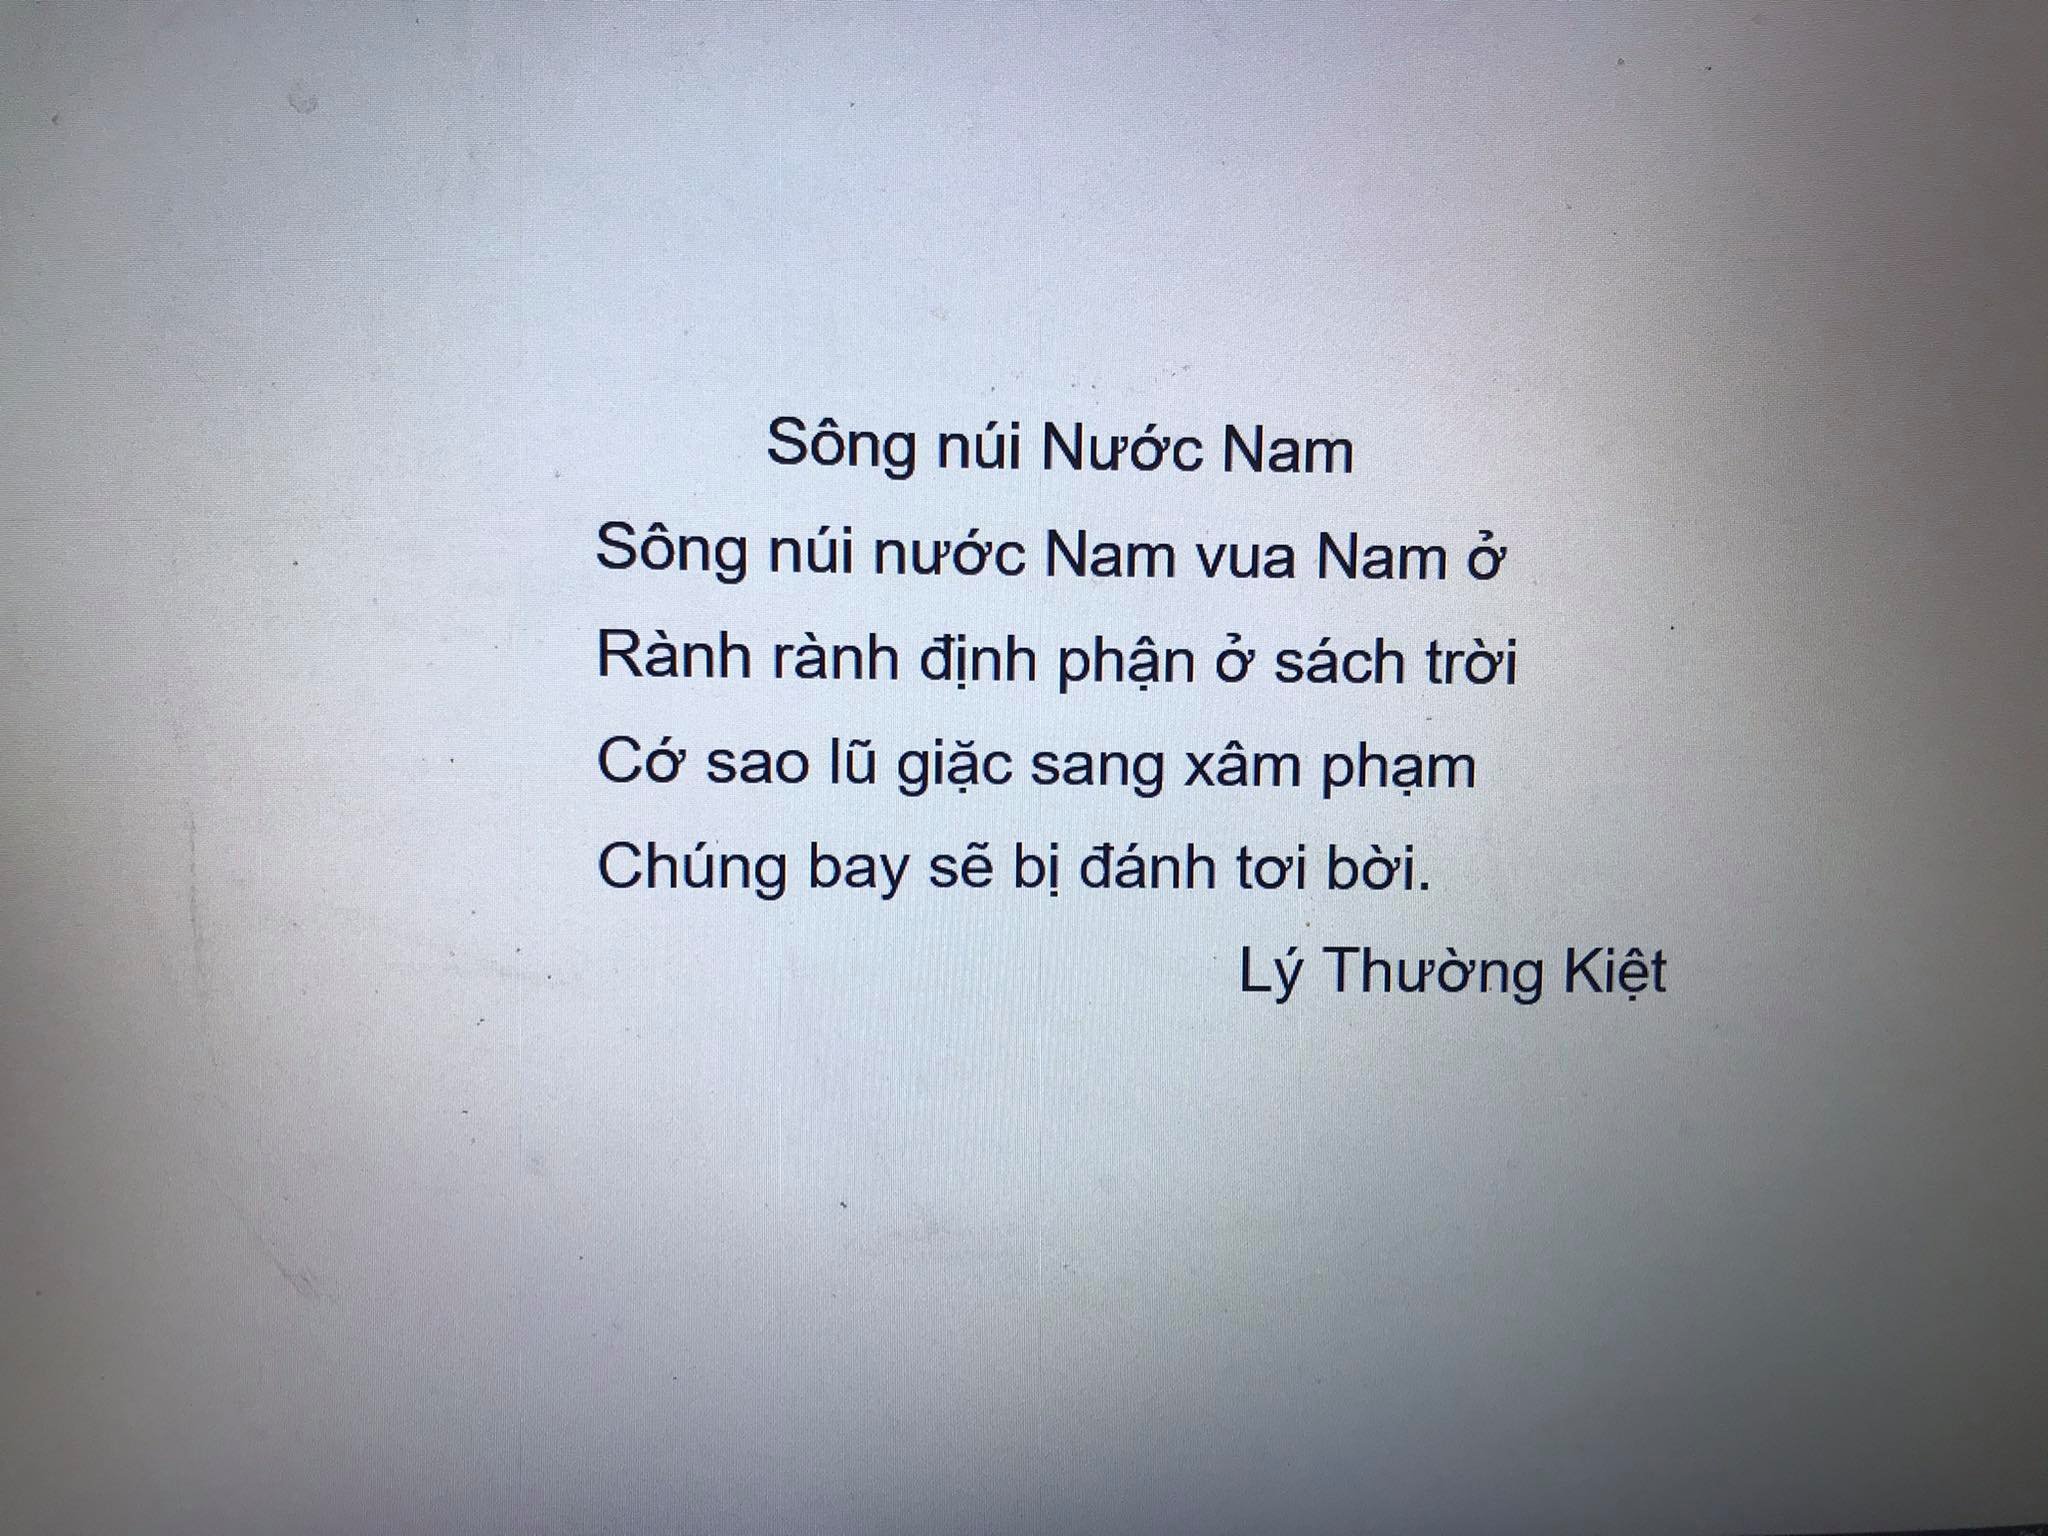 Sông núi Nước Nam
Sông núi nước Nam vua Nam ở
Rành rành định phận ở sách trời
Cớ sao lũ giặc sang xâm phạm
Chúng bay sẽ bị đánh tơi bời.
Lý Thường Kiệt